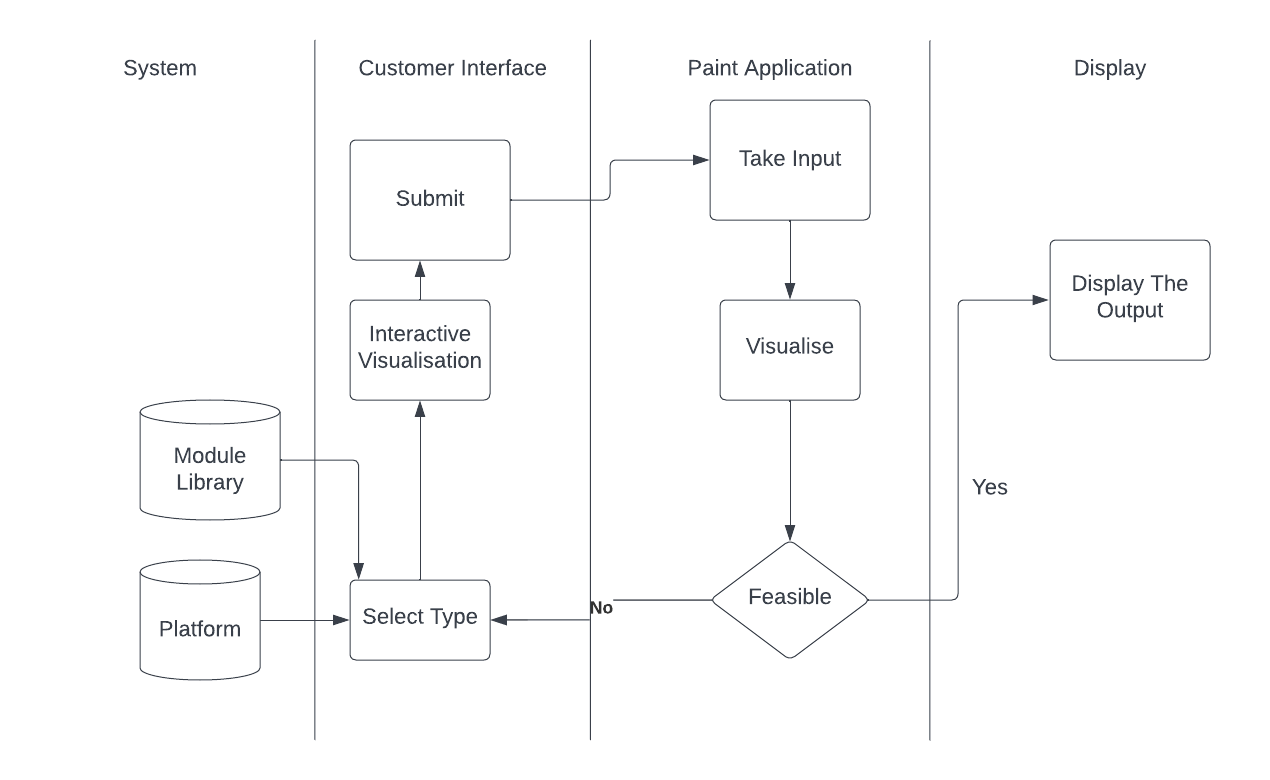 System
Customer Interface
Paint Application
Display
Submit
Take Input
Interactive
Visualisation
Visualise
Display The
Output
Module
Library
Yes
Platform
Select Type
No
Feasible